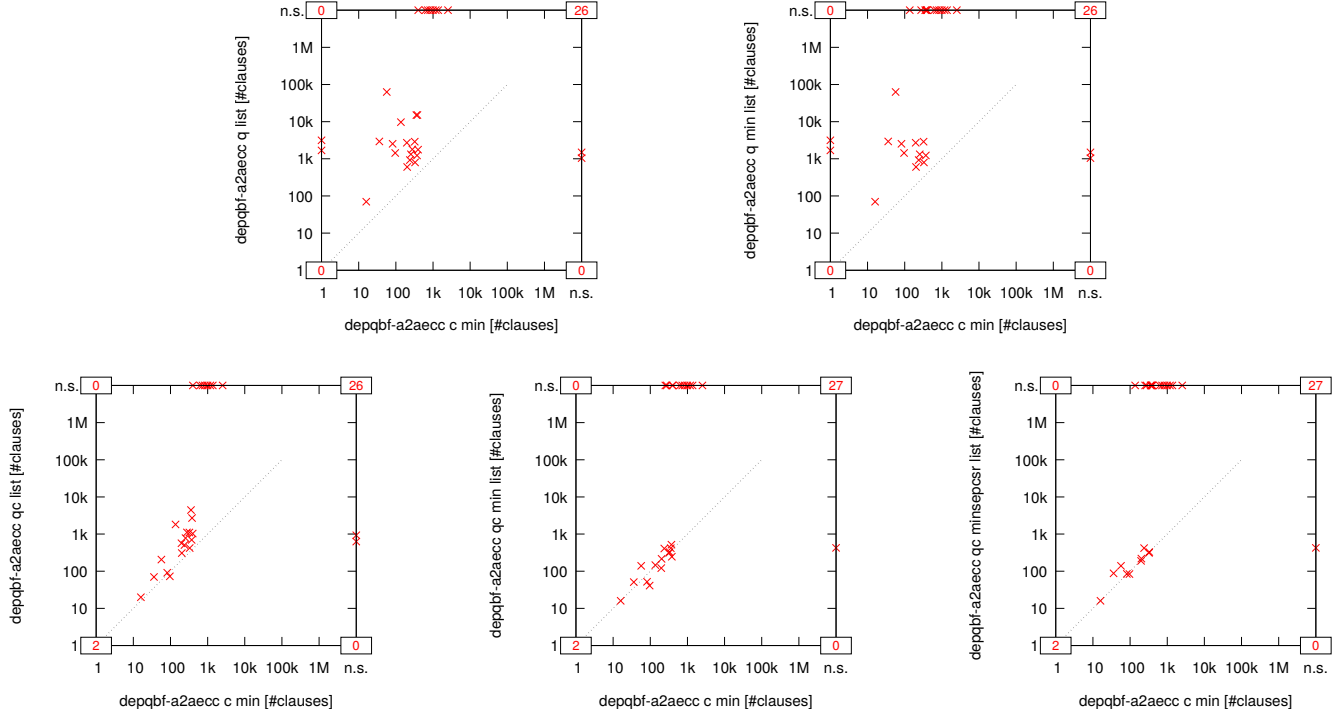 n.s. 0 26
1M
100k
10k
1k
100
10
1 0 0
1 10 100 1k 10k 100k 1M n.s.
depqbf-a2aecc q list [#clauses]
depqbf-a2aecc c min [#clauses]
n.s. 0 26
1M
100k
10k
1k
100
10
1 0 0
1 10 100 1k 10k 100k 1M n.s.
depqbf-a2aecc q min list [#clauses]
depqbf-a2aecc c min [#clauses]
n.s. 0 26
1M
100k
10k
1k
100
10
1 2 0
1 10 100 1k 10k 100k 1M n.s.
depqbf-a2aecc qc list [#clauses]
depqbf-a2aecc c min [#clauses]
n.s. 0 27
1M
100k
10k
1k
100
10
1 2 0
1 10 100 1k 10k 100k 1M n.s.
depqbf-a2aecc qc min list [#clauses]
depqbf-a2aecc c min [#clauses]
n.s. 0 27
1M
100k
10k
1k
100
10
1 2 0
1 10 100 1k 10k 100k 1M n.s.
depqbf-a2aecc qc minsepcsr list [#clauses]
depqbf-a2aecc c min [#clauses]